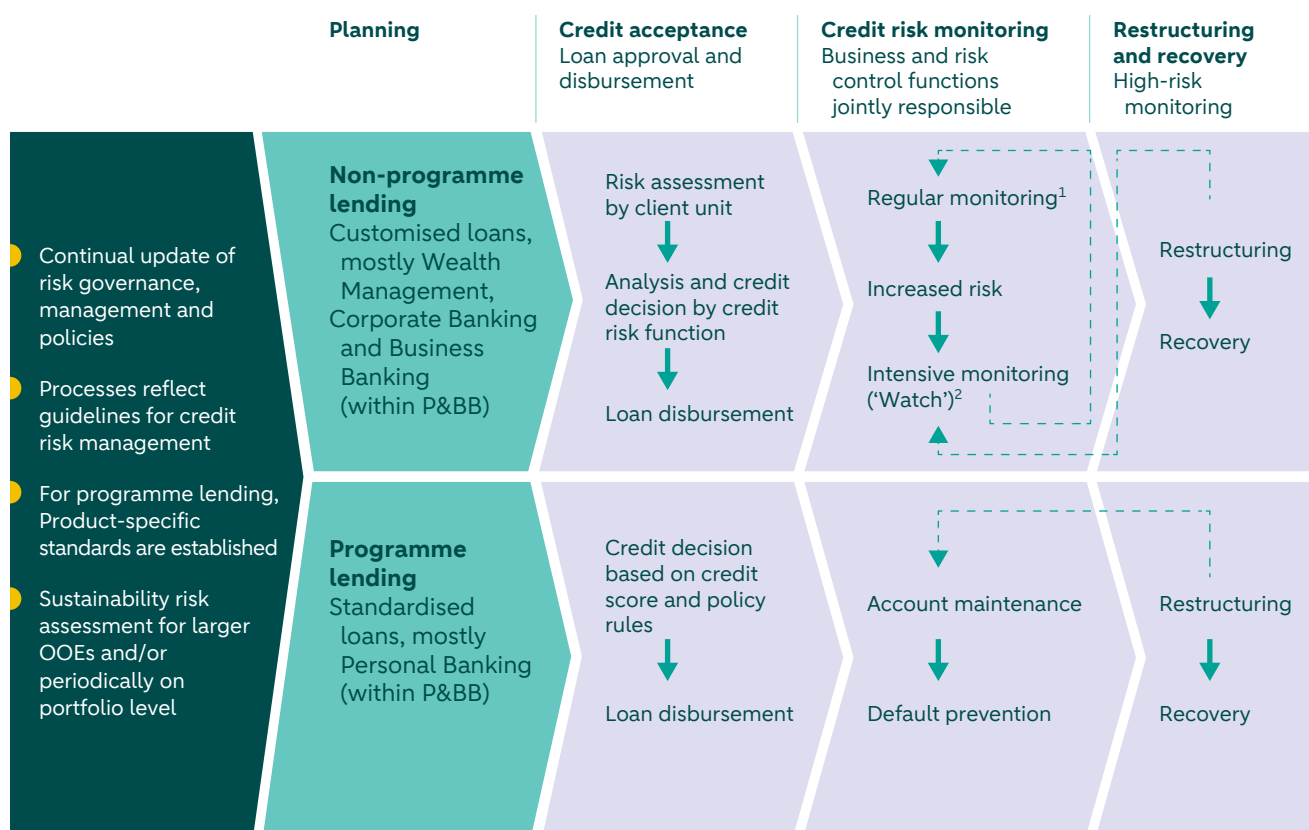 Planning
Credit acceptance
Loan approval and
disbursement
Credit risk monitoring
Business and risk
control functions
jointly responsible
Restructuring
and recovery
High-risk
monitoring
Continual update of
risk governance,
management and
policies
Processes reflect
guidelines for credit
risk management
For programme lending,
Product-specific
standards are established
Sustainability risk
assessment for larger
OOEs and/or
periodically on
portfolio level
Non-programme
lending
Customised loans,
mostly Wealth
Management,
Corporate Banking
and Business
Banking
(within P&BB)
Risk assessment
by client unit
Analysis and credit
decision by credit
risk function
Loan disbursement
Regular monitoring¹
Increased risk
Intensive monitoring
(‘Watch’)²
Restructuring
Recovery
Programme
lending
Standardised
loans, mostly
Personal Banking
(within P&BB)
Credit decision
based on credit
score and policy
rules
Loan disbursement
Account maintenance
Default prevention
Restructuring
Recovery